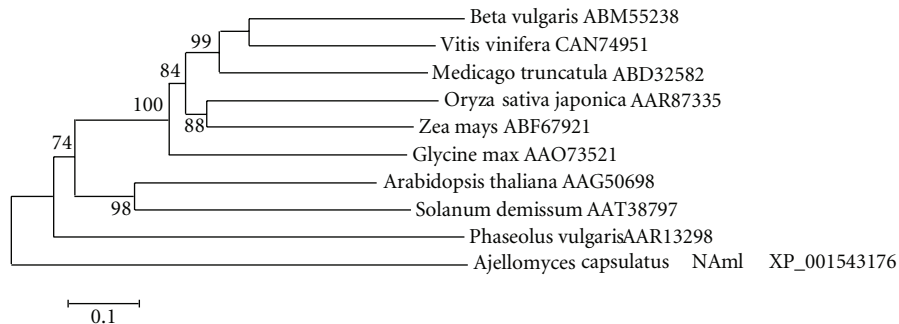 Beta vulgaris ABM55238
99
Vitis vinifera CAN74951
84
Medicago truncatula ABD32582
100
Oryza sativa japonica AAR87335
88
Zea mays ABF67921
74
Glycine max AAO73521
Arabidopsis thaliana AAG50698
98
Solanum demissum AAT38797
Phaseolus vulgarisAAR13298
Ajellomyces capsulatus NAml XP_001543176
0.1